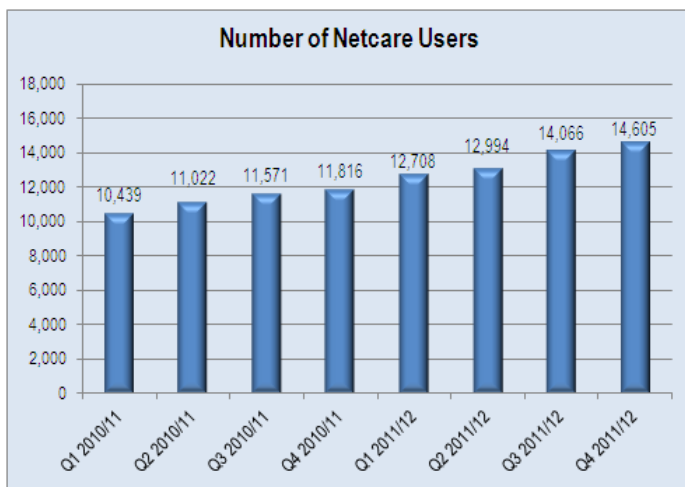 Number of Netcare Users
18,000
16,000
14,000
12,000
10,000
8,000
6,000
4,000
2,000
0
10,439
11,022
11,571
11,816
12,708
12,994
14,066
14,605
Q1 2010/11
Q2 2010/11
Q3 2010/11
Q4 2010/11
Q1 2011/12
Q2 2011/12
Q3 2011/12
Q4 2011/12